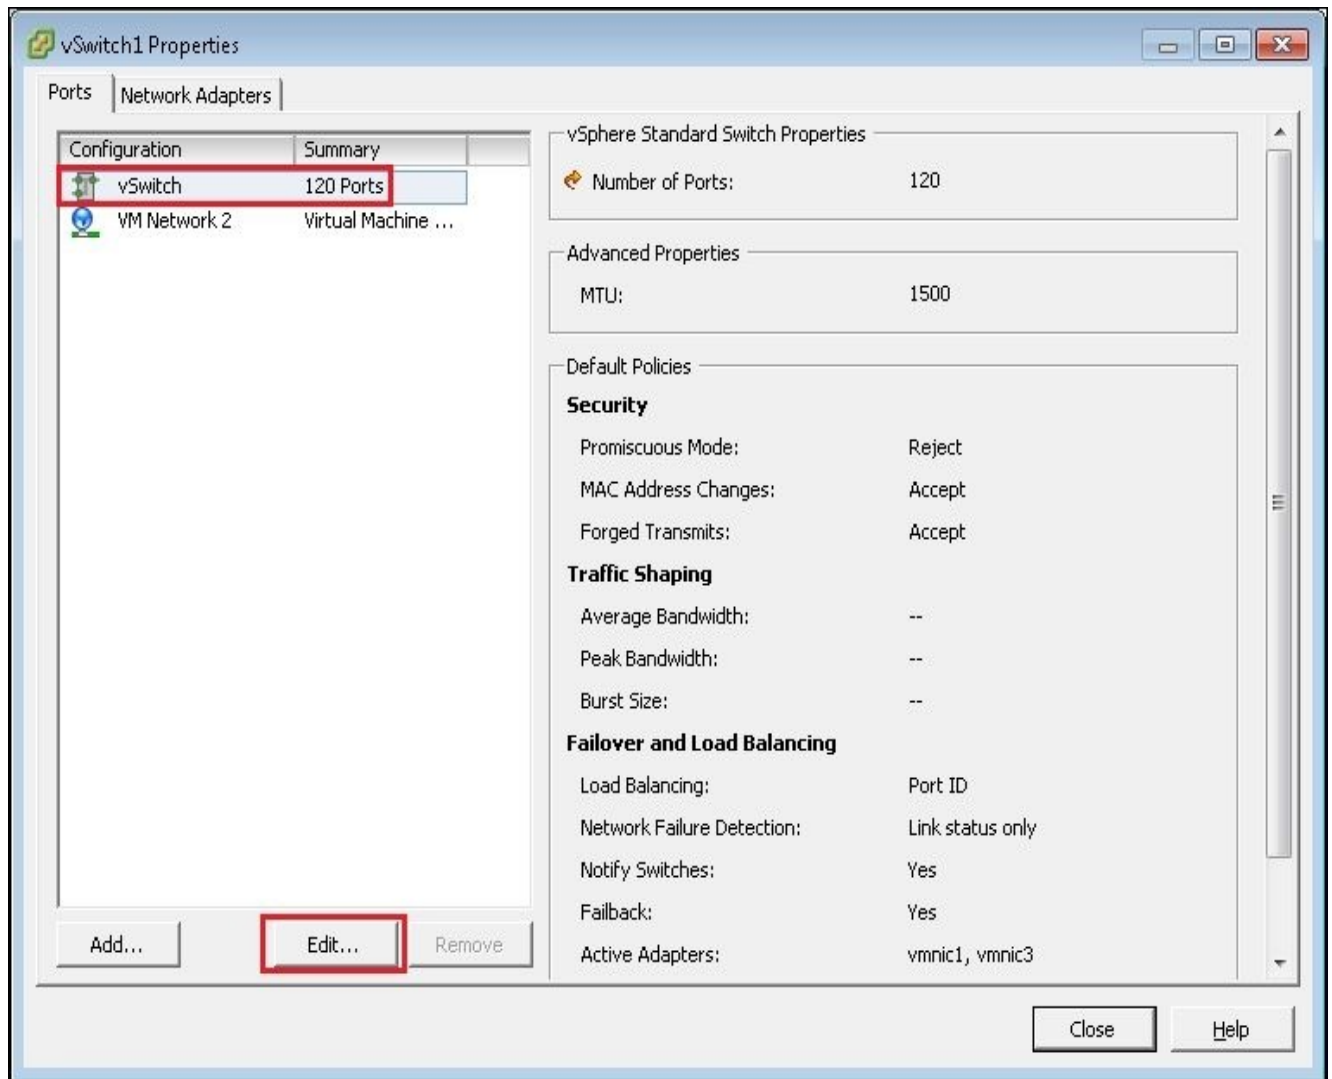 vSwitch1 Properties
Ports Network Adapters
Configuration Summary
vSwitch 120 Ports
VM Network 2 Virtual Machine ...
Add... Edit... Remove
vSphere Standard Switch Properties
Number of Ports: 120
Advanced Properties
MTU: 1500
Default Policies
Security
Promiscuous Mode: Reject
MAC Address Changes: Accept
Forged Transmits: Accept
Traffic Shaping
Average Bandwidth: --
Peak Bandwidth: --
Burst Size: --
Failover and Load Balancing
Load Balancing: Port ID
Network Failure Detection: Link status only
Notify Switches: Yes
Failback: Yes
Active Adapters: vmnic1, vmnic3
Close Help